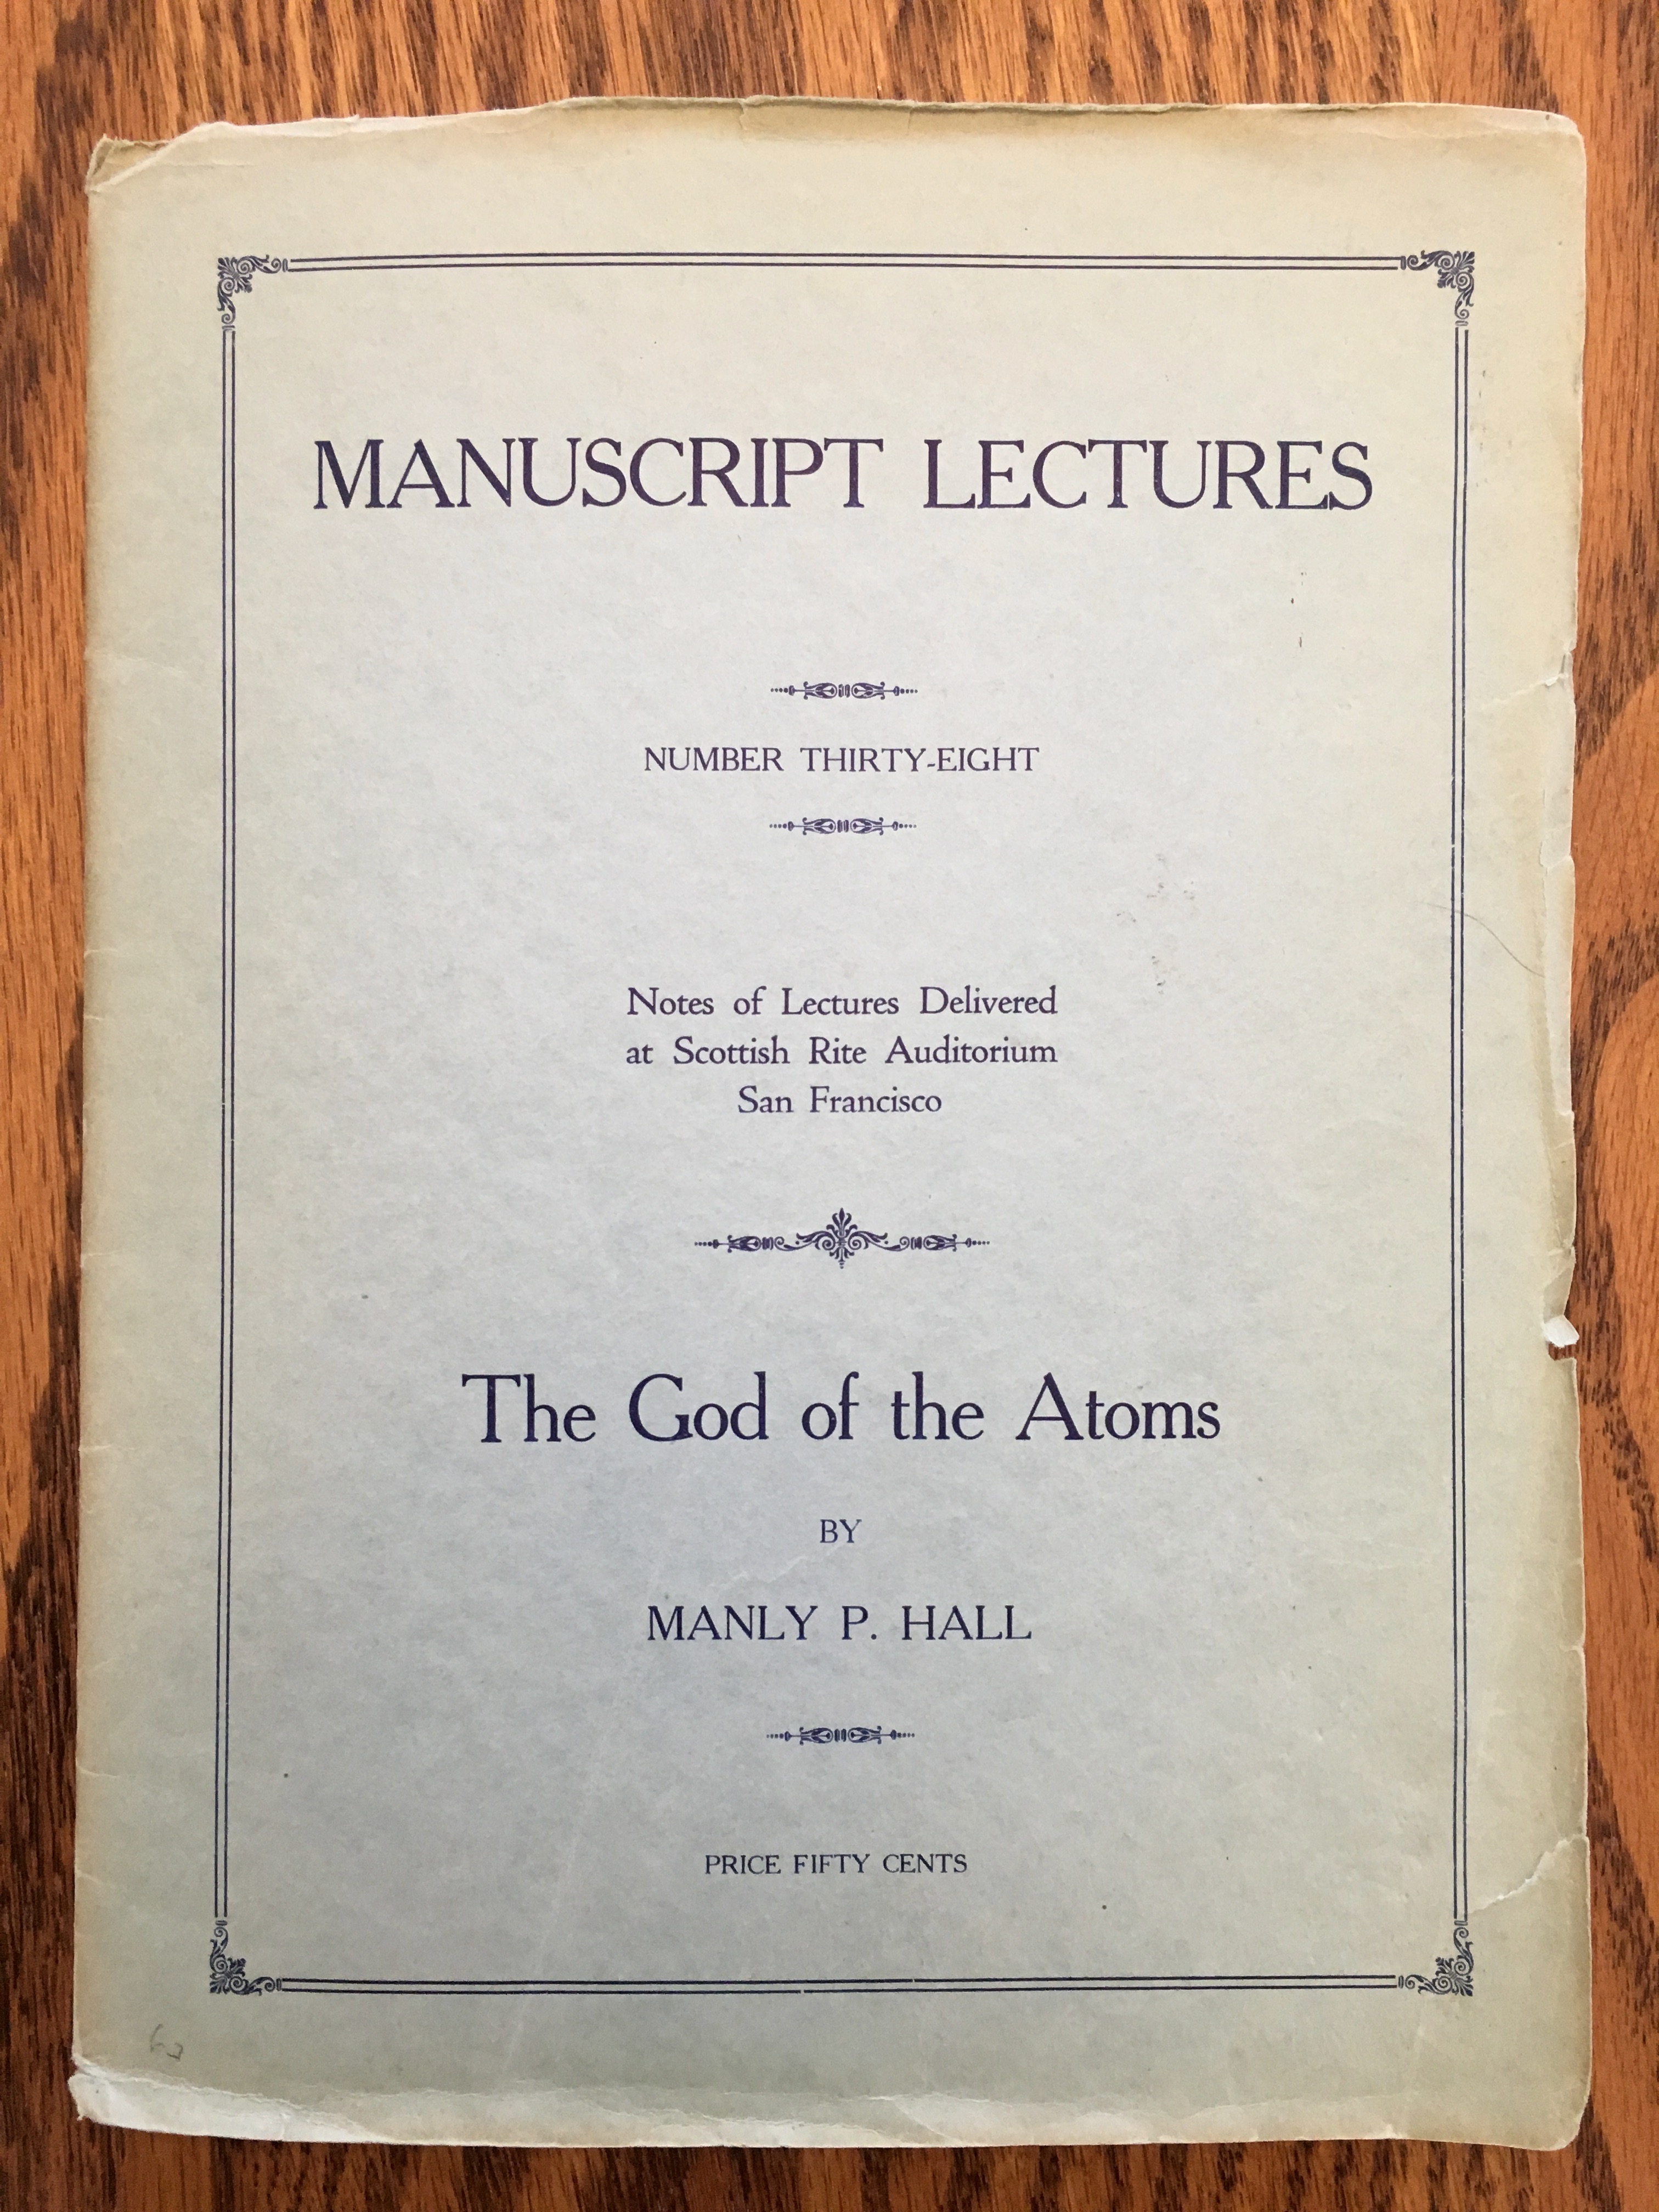 MANUSCRIPT LECTURES
NUMBER THIRTY-EIGHT
Notes of Lectures Delivered
at Scottish Rite Auditorium
San Francisco
The God of the Atoms
BY
MANLY P. HALL
PRICE FIFTY CENTS